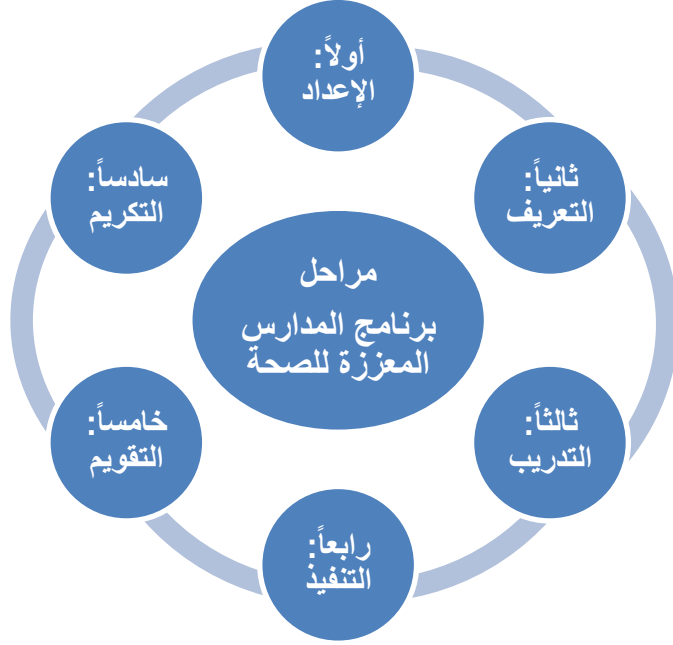 أولاً:
الإعداد
ثانياً:
التعريف
ثالثاً:
التدريب
رابعاً:
التنفيذ
خامساً:
التقويم
سادساً:
التكريم
مراحل
برنامج المدارس
المعززة للصحة